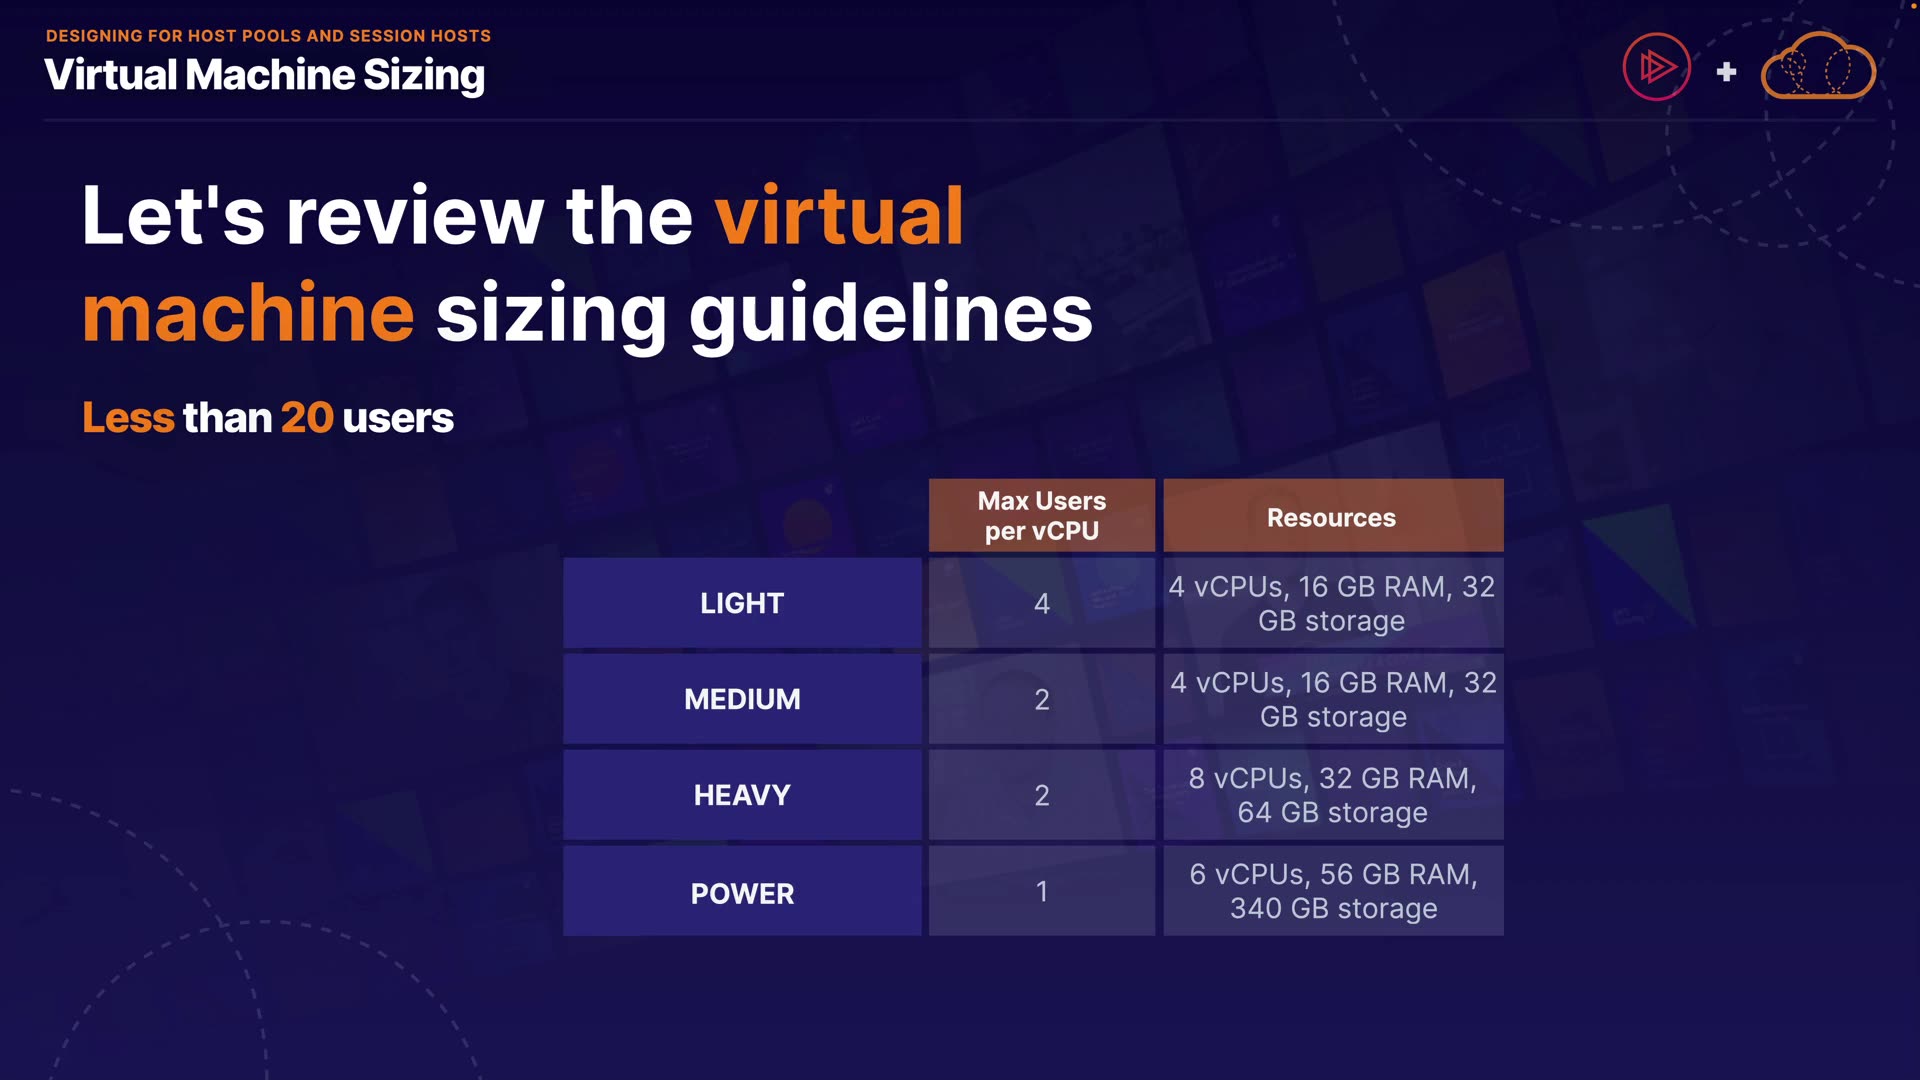 DESIGNING FOR HOST POOLS AND SESSION HOSTS
Virtual Machine Sizing
Let's review the virtual
machine sizing guidelines
Less than 20 users
Max Users
per vCPU
Resources
LIGHT
4
4 vCPUs, 16 GB RAM, 32
GB storage
MEDIUM
2
4 vCPUs, 16 GB RAM, 32
GB storage
HEAVY
2
8 vCPUs, 32 GB RAM,
64 GB storage
POWER
1
6 vCPUs, 56 GB RAM,
340 GB storage